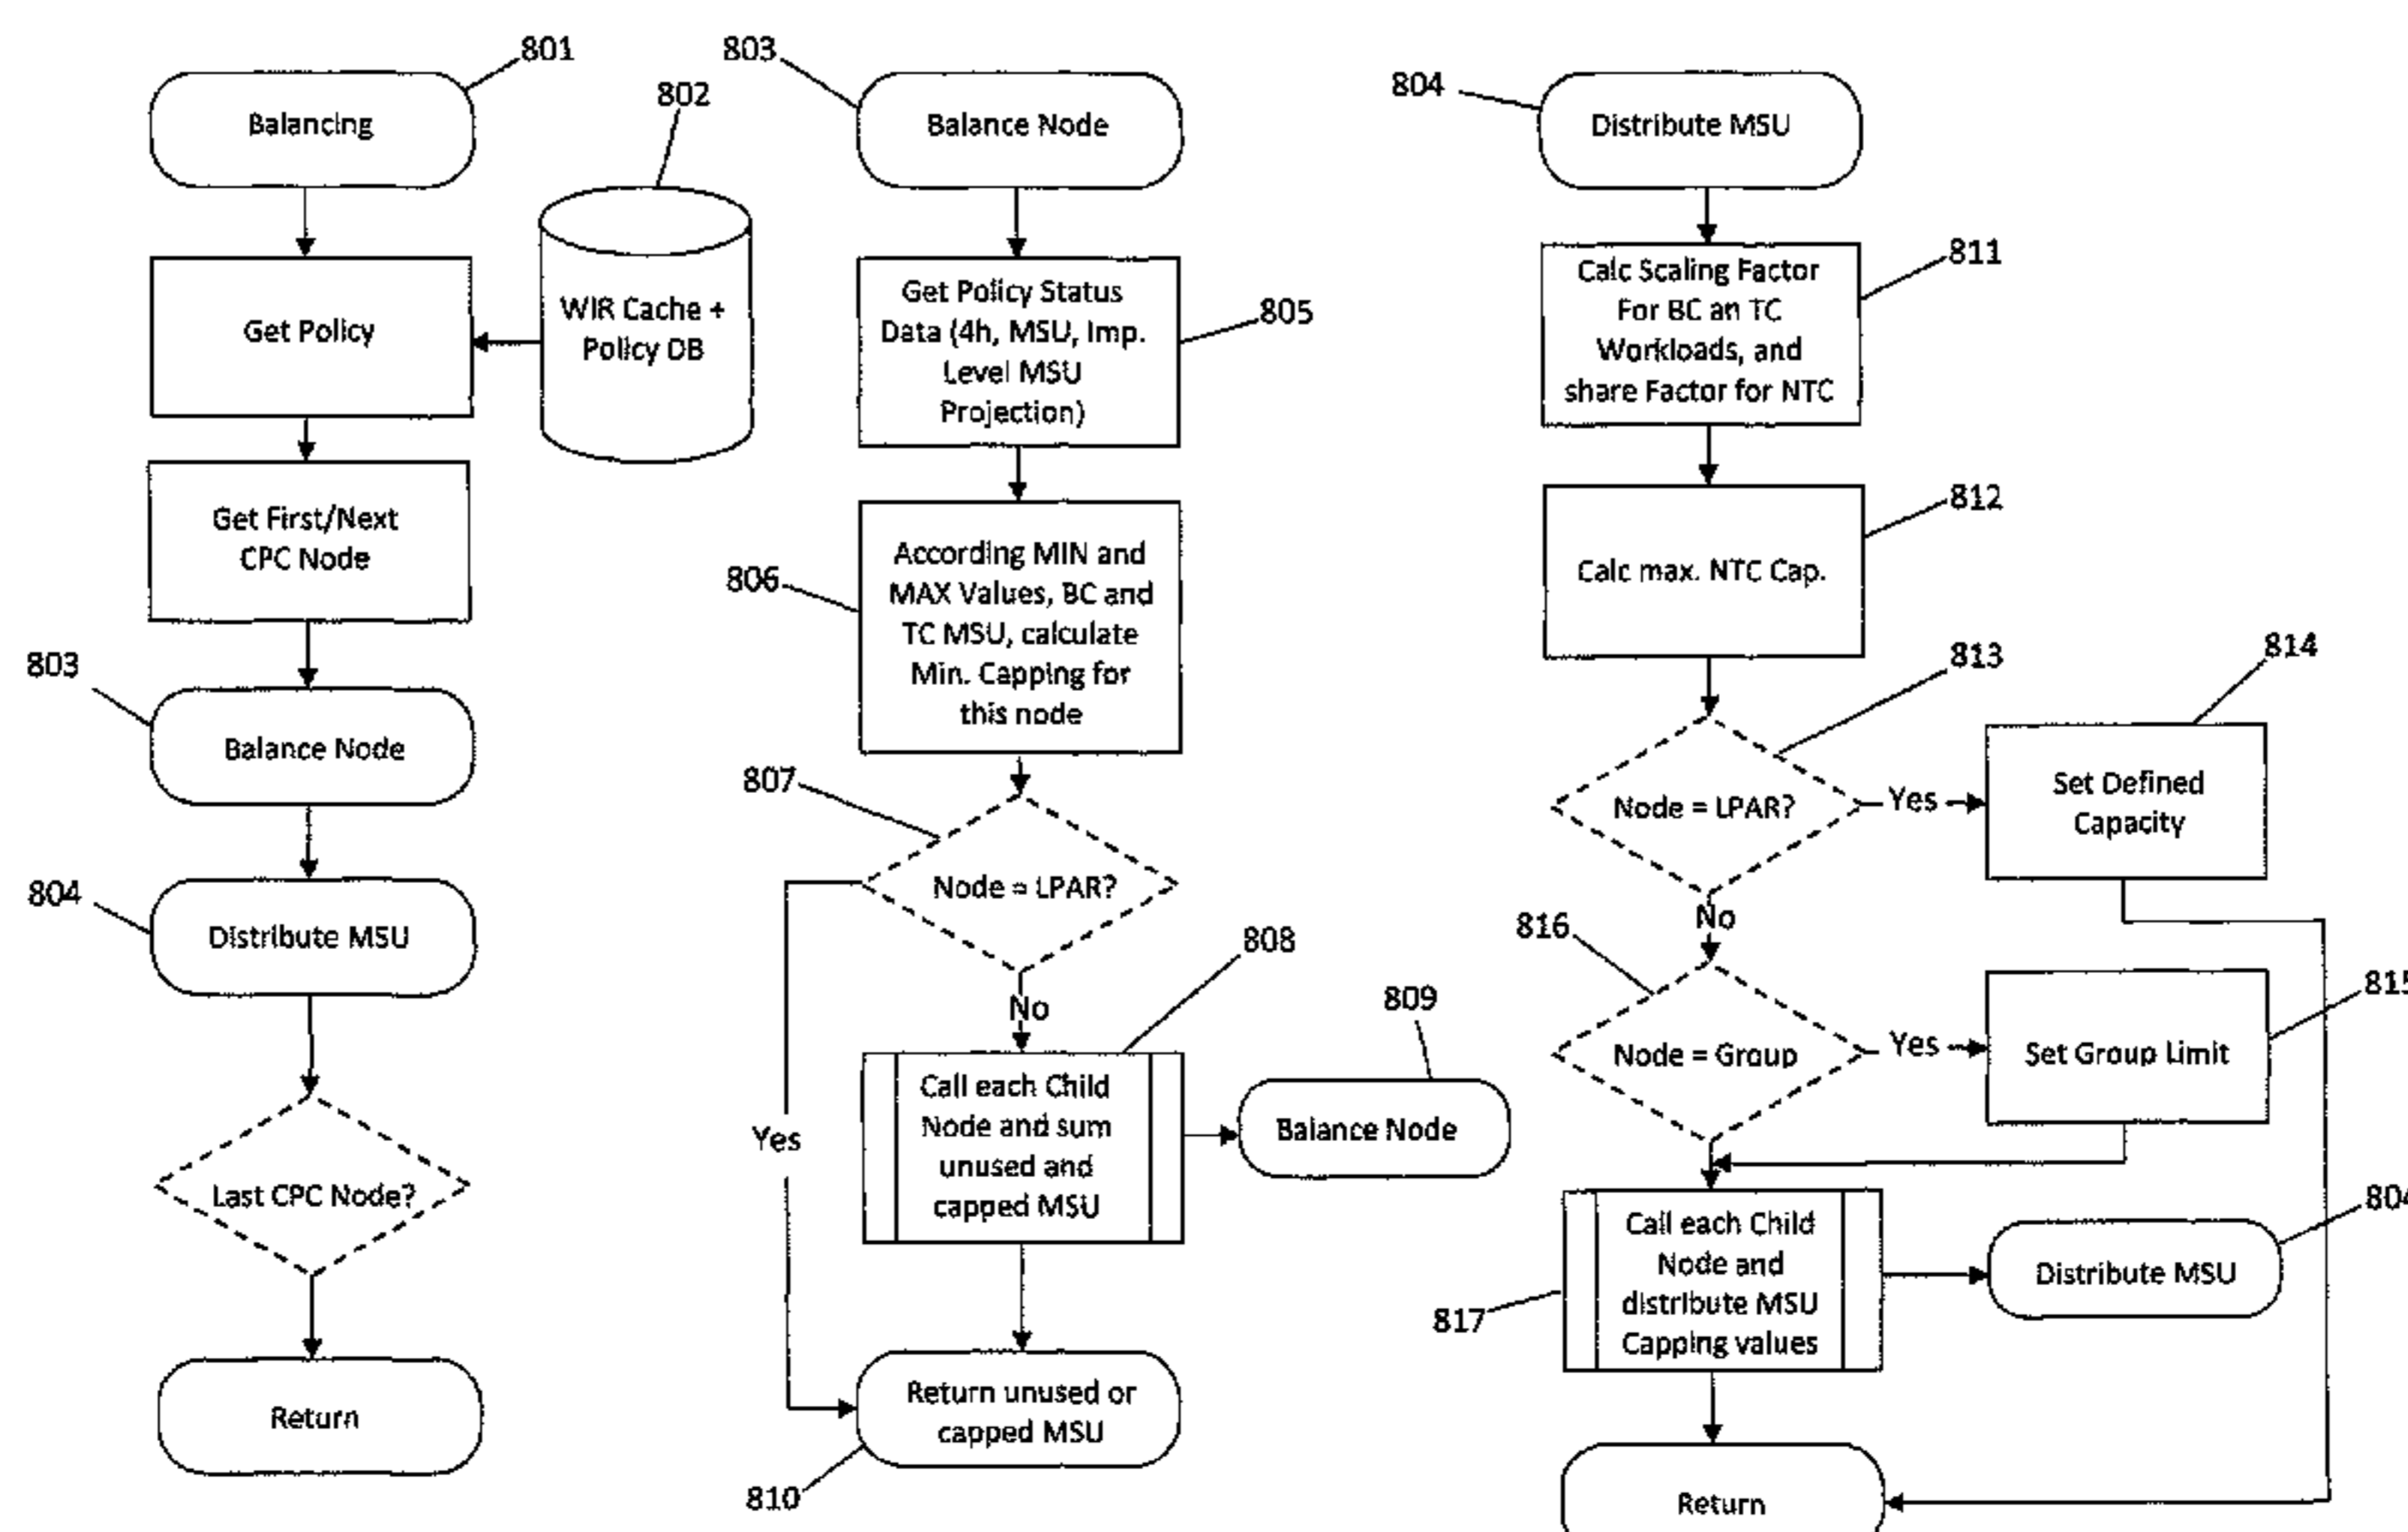 801
Balancing
802
WIR Cache +
Policy DB
Get Policy
Get First/Next
CPC Node
803
Balance Node
804
Distribute MSU
Last CPC Node?
Return
803
Balance Node
Get Policy Status
Data (4h, MSU, Imp.
Level MSU
Projection)
805
According MIN and
MAX Values, BC and
TC MSU, calculate
Min. Capping for
this node
806
807
Node = LPAR?
No
Yes
808
Call each Child
Node and sum
unused and
capped MSU
809
Balance Node
Return unused or
capped MSU
810
804
Distribute MSU
Calc Scaling Factor
For BC an TC
Workloads, and
share Factor for NTC
811
Calc max. NTC Cap.
812
813
Node = LPAR?
Yes
814
Set Defined
Capacity
No
816
Node = Group
Yes
Set Group Limit
815
Call each Child
Node and
distribute MSU
Capping values
817
804
Distribute MSU
Return